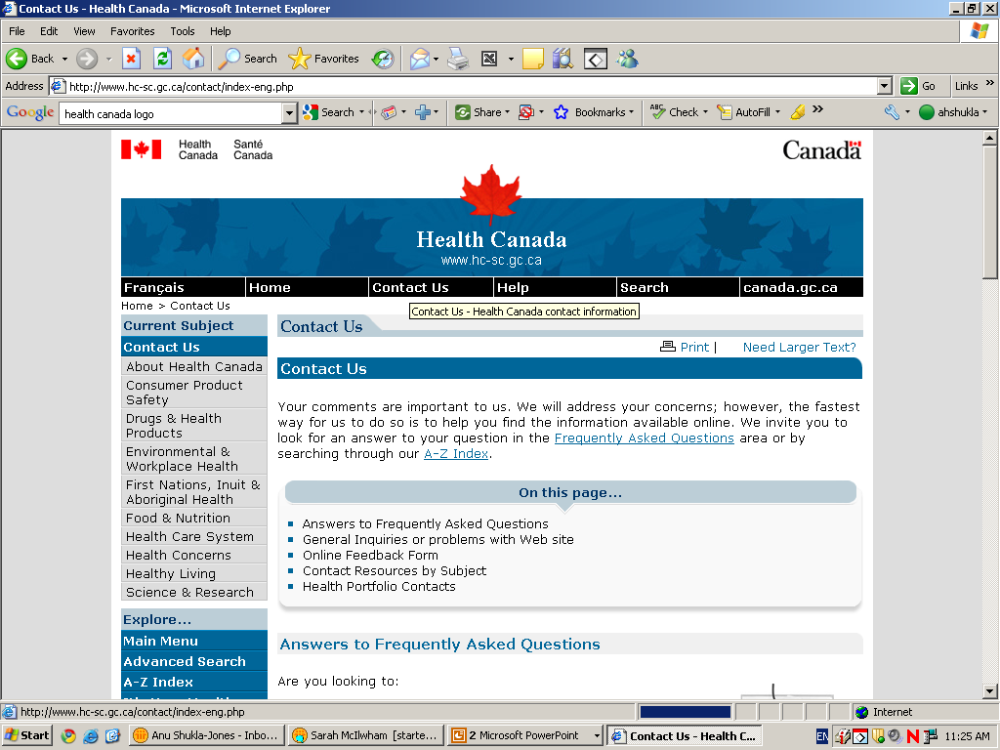 Contact Us - Health Canada - Microsoft Internet Explorer
File Edit View Favorites Tools Help
Back Search Favorites
Address http://www.hc-sc.gc.ca/contact/index-eng.php Go Links »
Google health canada logo Search Share Bookmarks ABC Check AutoFill » ahshukla
Health Canada
Santé Canada
Canada
Health Canada
www.hc-sc.gc.ca
Français Home Contact Us Help Search canada.gc.ca
Home > Contact Us
Contact Us - Health Canada contact information
Current Subject
Contact Us
About Health Canada
Consumer Product
Safety
Drugs & Health
Products
Environmental &
Workplace Health
First Nations, Inuit &
Aboriginal Health
Food & Nutrition
Health Care System
Health Concerns
Healthy Living
Science & Research
Explore...
Main Menu
Advanced Search
A-Z Index
Contact Us
Print | Need Larger Text?
Contact Us
Your comments are important to us. We will address your concerns; however, the fastest
way for us to do so is to help you find the information available online. We invite you to
look for an answer to your question in the Frequently Asked Questions area or by
searching through our A-Z Index.
On this page...
Answers to Frequently Asked Questions
General Inquiries or problems with Web site
Online Feedback Form
Contact Resources by Subject
Health Portfolio Contacts
Answers to Frequently Asked Questions
Are you looking to:
http://www.hc-sc.gc.ca/contact/index-eng.php Internet
Start Anu Shukla-Jones - Inbo... Sarah McIlwham [starte... 2 Microsoft PowerPoint Contact Us - Health C... EN 11:25 AM